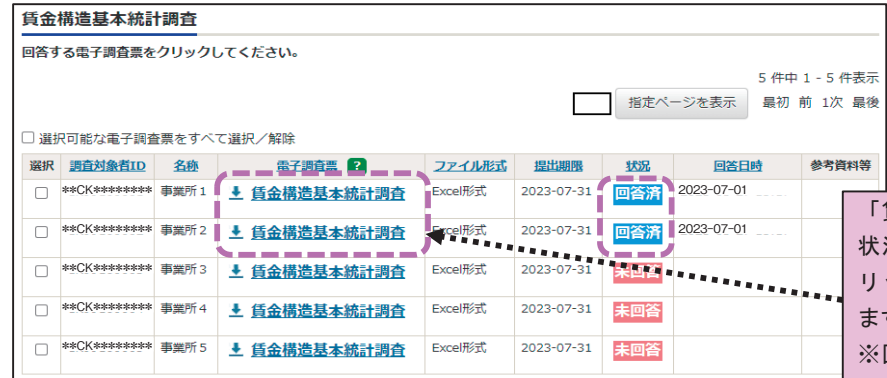 賃金構造基本統計調査
回答する電子調査票をクリックしてください。
5 件中 1 - 5 件表示
指定ページを表示 最初 前 1次 最後
選択可能な電子調査票をすべて選択／解除
選択 調査対象者ID 名称 電子調査票 ? ファイル形式 提出期限 状況 回答日時 参考資料等
**CK******** 事業所1 賃金構造基本統計調査 Excel形式 2023-07-31 回答済 2023-07-01
**CK******** 事業所2 賃金構造基本統計調査 Excel形式 2023-07-31 回答済 2023-07-01
**CK******** 事業所3 賃金構造基本統計調査 Excel形式 2023-07-31 未回答
**CK******** 事業所4 賃金構造基本統計調査 Excel形式 2023-07-31 未回答
**CK******** 事業所5 賃金構造基本統計調査 Excel形式 2023-07-31 未回答
ます